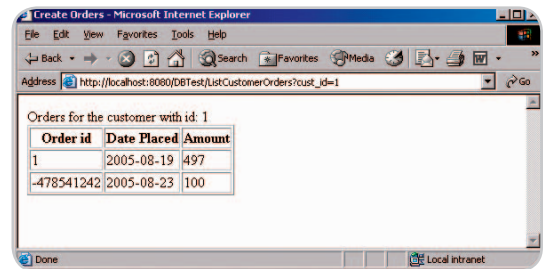 Create Orders - Microsoft Internet Explorer
File Edit View Favorites Tools Help
Back Search Favorites Media
Address http://localhost:8080/DBTest/ListCustomerOrders?cust_id=1 Go
Orders for the customer with id: 1
Order id Date Placed Amount
1 2005-08-19 497
-478541242 2005-08-23 100
Done Local intranet